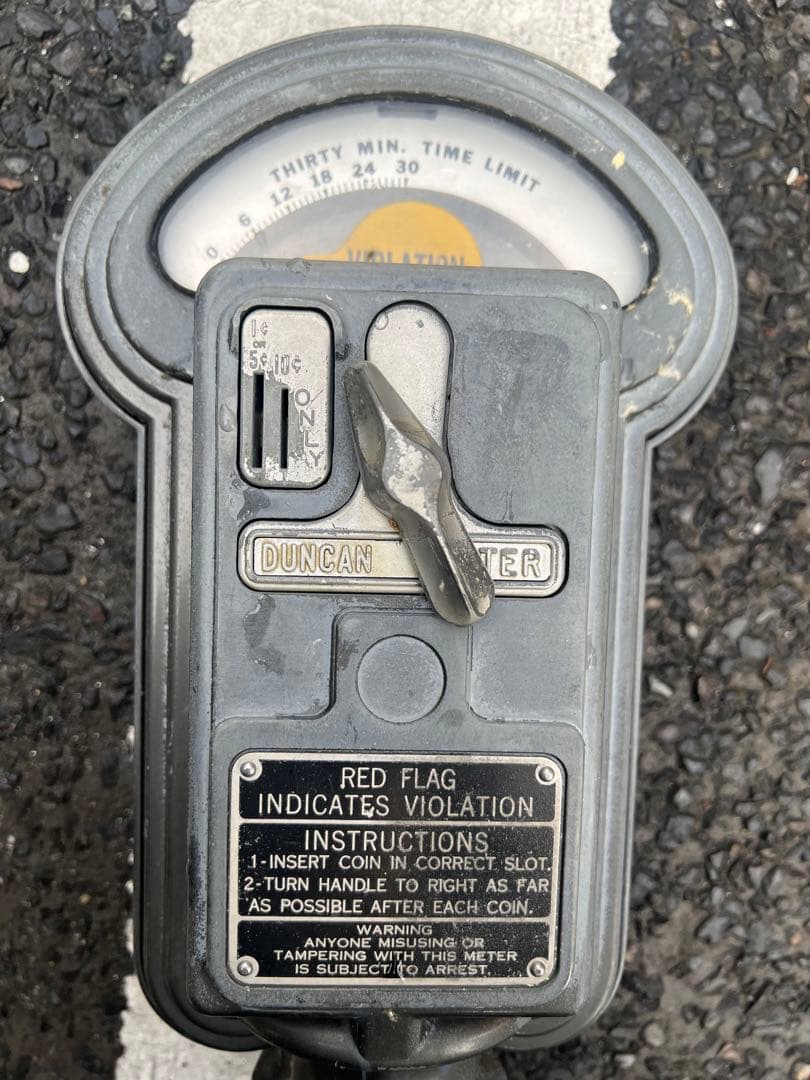 THIRTY MIN. TIME LIMIT
0 6 12 18 24 30
VIOLATION
1¢
OR
5¢ 10¢
ONLY
DUNCAN TER
RED FLAG
INDICATES VIOLATION
INSTRUCTIONS
1-INSERT COIN IN CORRECT SLOT.
2-TURN HANDLE TO RIGHT AS FAR
AS POSSIBLE AFTER EACH COIN.
WARNING
ANYONE MISUSING OR
TAMPERING WITH THIS METER
IS SUBJECT TO ARREST.